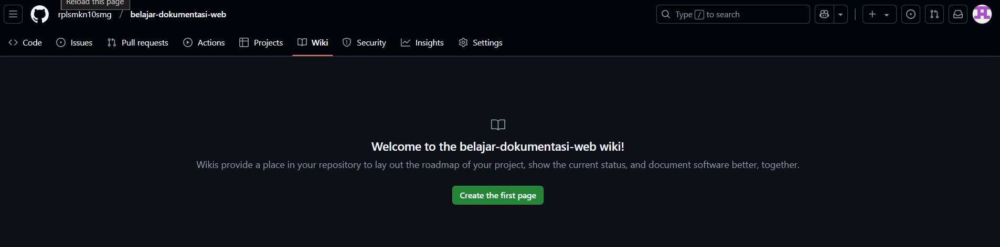 Reload this page
rplsmkn10smg / belajar-dokumentasi-web
Type / to search
Code Issues Pull requests Actions Projects Wiki Security Insights Settings
Welcome to the belajar-dokumentasi-web wiki!
Wikis provide a place in your repository to lay out the roadmap of your project, show the current status, and document software better, together.
Create the first page